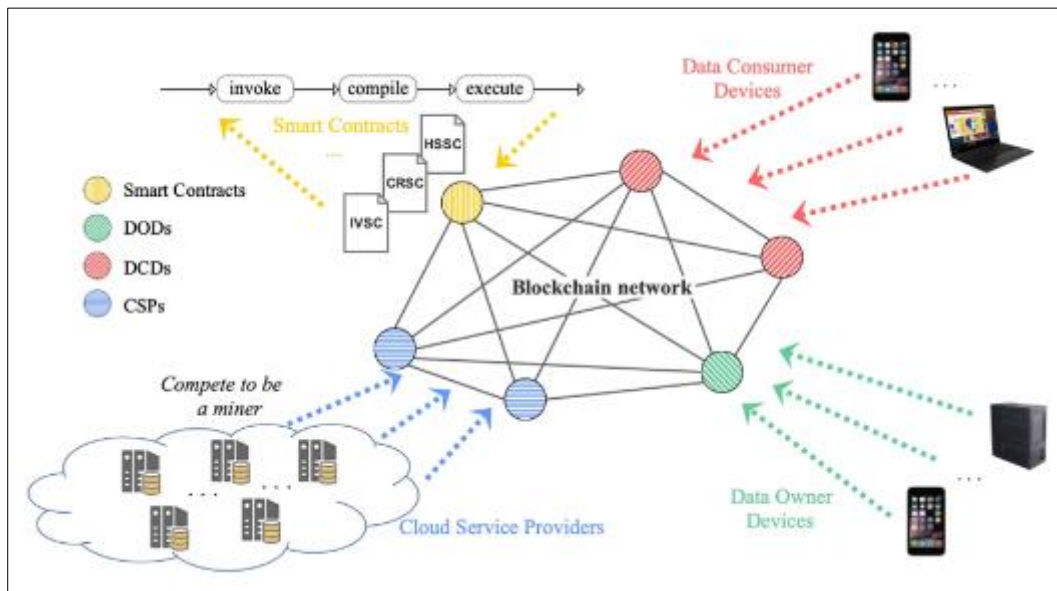 invoke
compile
execute
Smart Contracts
...
HSSC
CRSC
IVSC
Data Consumer
Devices
...
Smart Contracts
DODs
DCDs
CSPs
Blockchain network
Compete to be
a miner
... ...
Cloud Service Providers
Data Owner
Devices
...